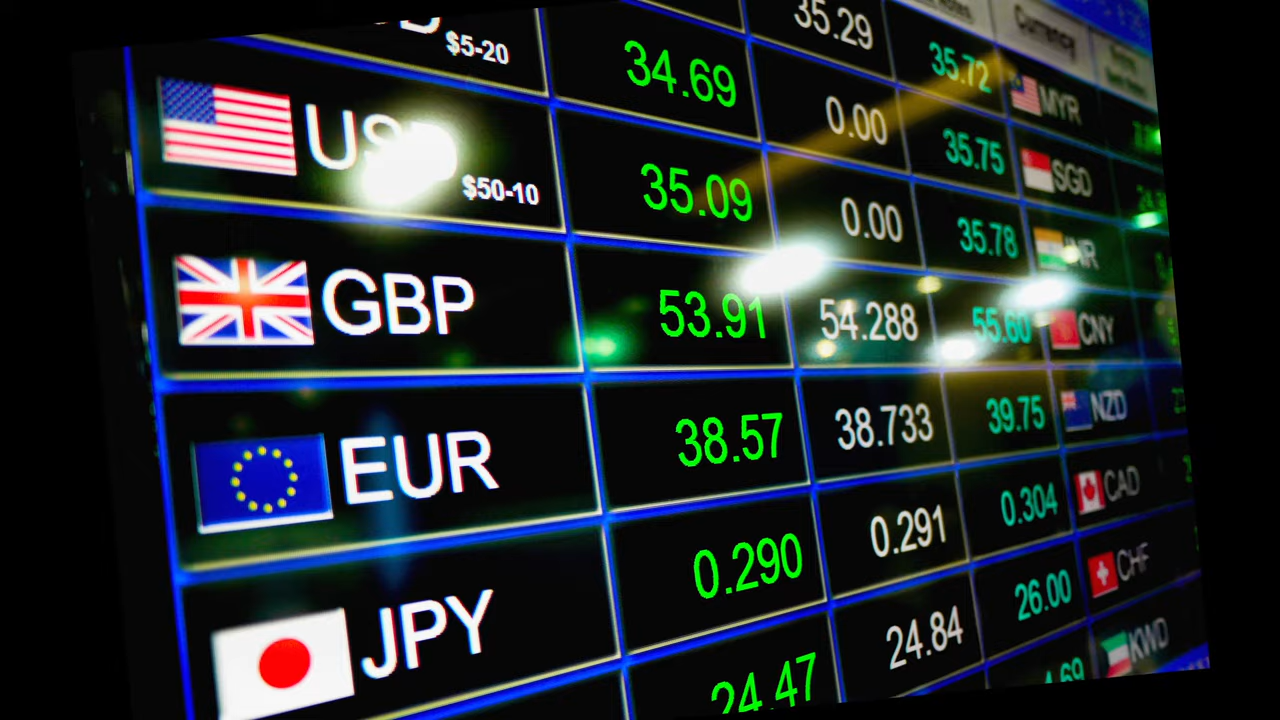 Currency
35.29 35.72 MYR
$5-20 34.69 0.00 35.75 SGD
USD $50-10 35.09 0.00 35.78 INR
GBP 53.91 54.288 55.60 CNY
EUR 38.57 38.733 39.75 NZD
JPY 0.290 0.291 0.304 CAD
24.47 24.84 26.00 CHF
KWD